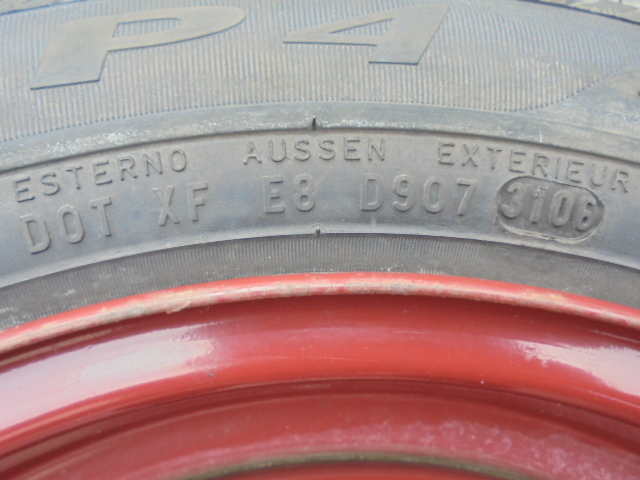 P4
ESTERNO AUSSEN EXTERIEUR
DOT XF E8 D907 3106